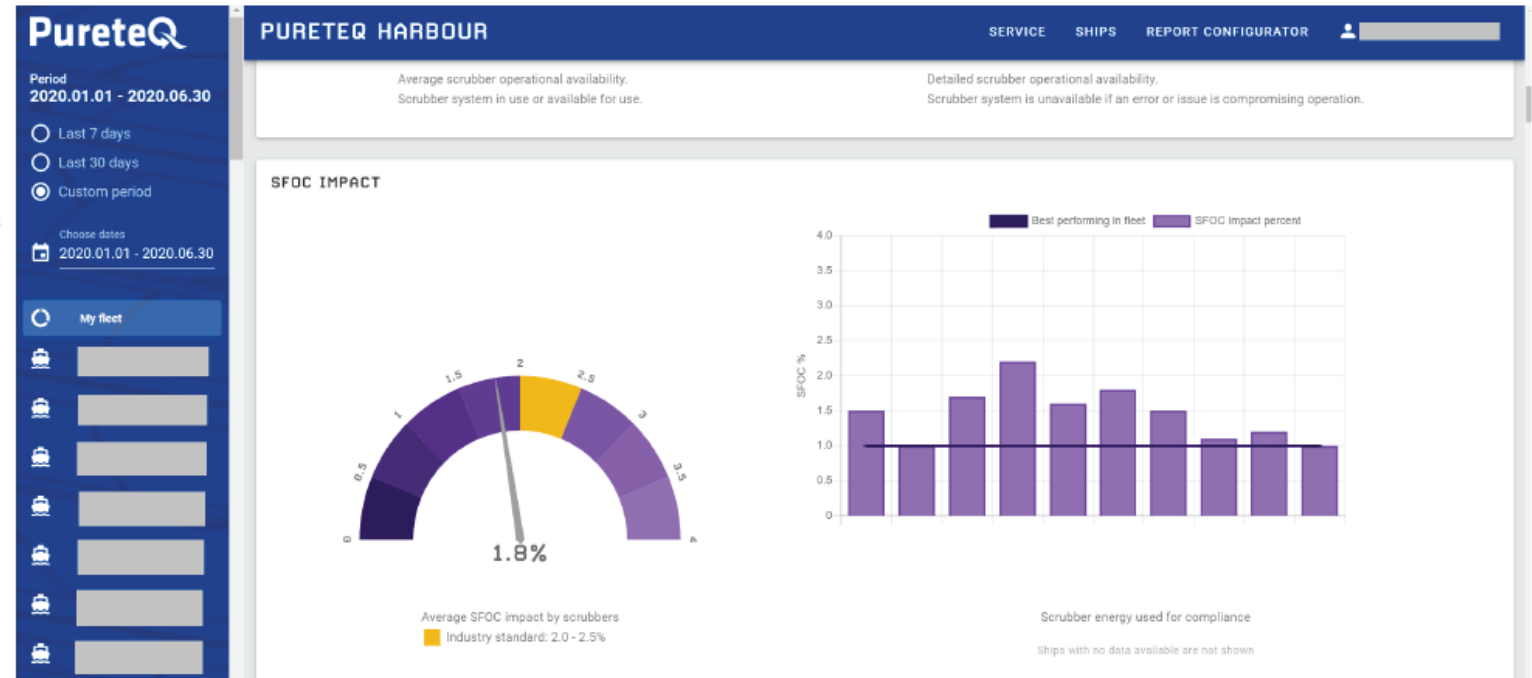 PureteQ
Period
2020.01.01 - 2020.06.30
Last 7 days
Last 30 days
Custom period
Choose dates
2020.01.01 - 2020.06.30
My fleet
PURETEQ HARBOUR
SERVICE SHIPS REPORT CONFIGURATOR
Average scrubber operational availability.
Scrubber system in use or available for use.
Detailed scrubber operational availability.
Scrubber system is unavailable if an error or issue is compromising operation.
SFOC IMPACT
0
0.5
1
1.5
2
2.5
3
3.5
4
1.8%
Average SFOC impact by scrubbers
Industry standard: 2.0 - 2.5%
Best performing in fleet SFOC impact percent
4.0
3.5
3.0
2.5
2.0
1.5
1.0
0.5
0
SFOC %
Scrubber energy used for compliance
Ships with no data available are not shown